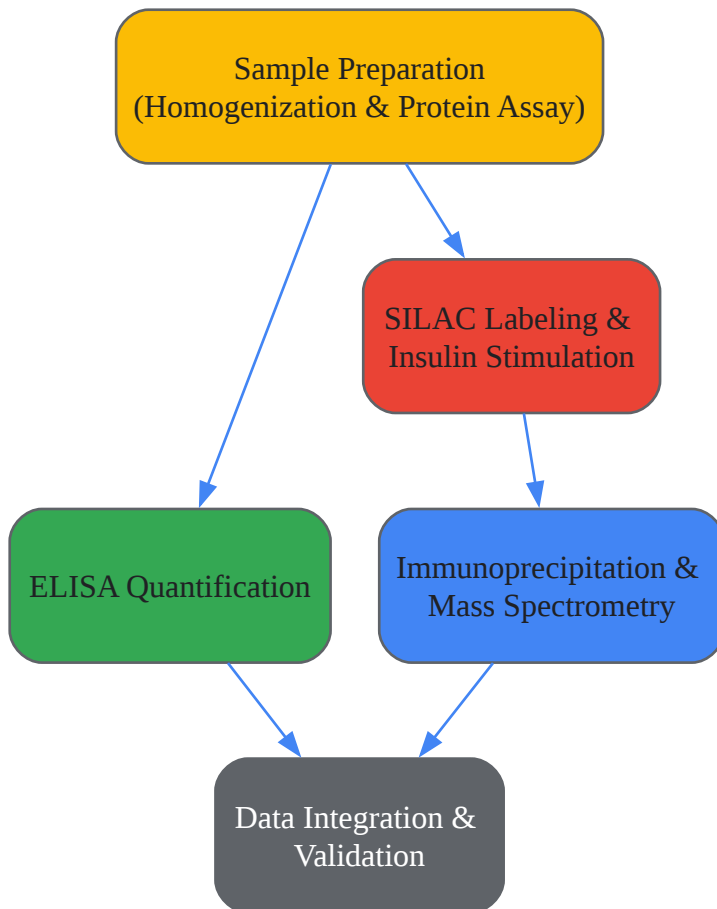 Sample Preparation
(Homogenization & Protein Assay)
SILAC Labeling &
Insulin Stimulation
ELISA Quantification
Immunoprecipitation &
Mass Spectrometry
Data Integration &
Validation